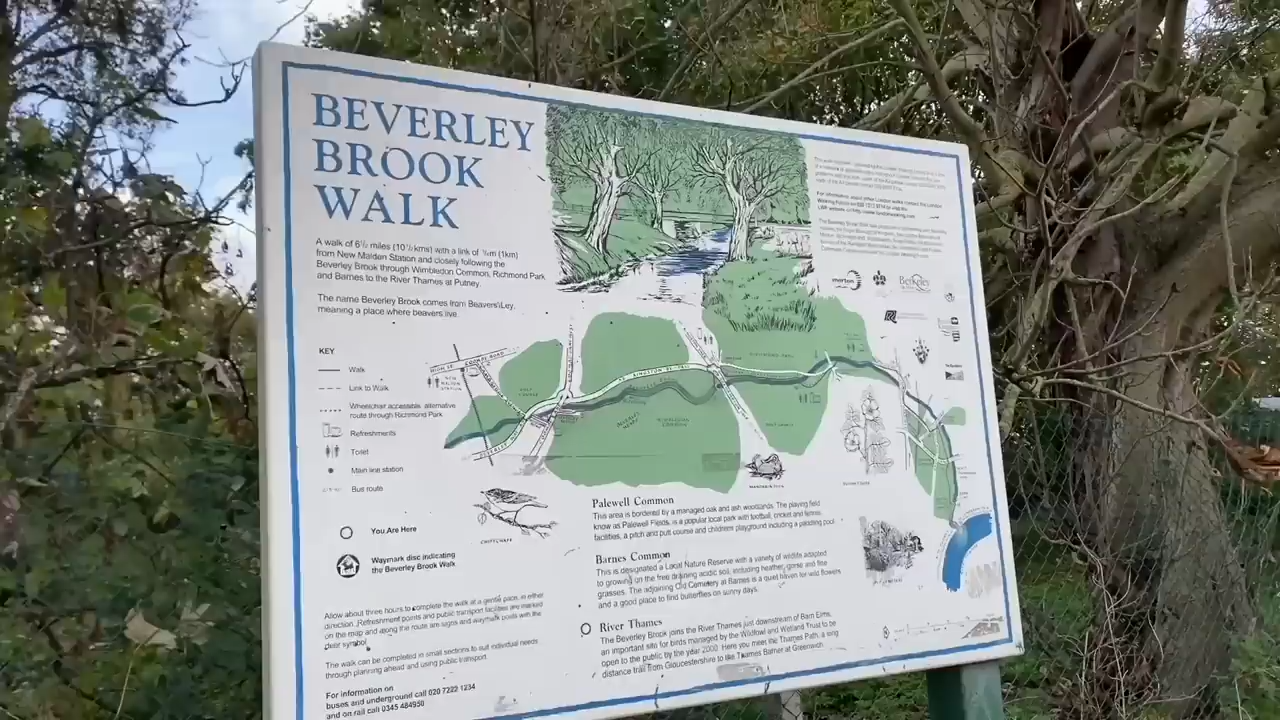 BEVERLEY
BROOK
WALK
A walk of 6½ miles (10½kms) with a link of ⅝m (1km)
from New Malden Station and closely following the
Beverley Brook through Wimbledon Common, Richmond Park
and Barnes to the River Thames at Putney.
The name Beverley Brook comes from Beavers\Ley,
meaning a place where beavers live.
KEY
Walk
Link to Walk
Wheelchair accessible, alternative
route through Richmond Park
Refreshments
Toilet
Main line station
Bus route
You Are Here
Waymark disc indicating
the Beverley Brook Walk
Allow about three hours to complete the walk at a gentle pace, in either
direction. Refreshment points and public transport facilities are marked
on the map and along the route are signs and waymark posts with the
deer symbol.
The walk can be completed in small sections to suit individual needs
through planning ahead and using public transport.
For information on
buses and underground call 020 7222 1234
and on rail call 0345 484950
merton
Berkeley
NEW
MALDEN
STATION
RICHMOND PARK
WIMBLEDON
COMMON
CHIFFCHAFF
MANDARIN DUCK
Palewell Common
This area is bordered by a managed oak and ash woodlands. The playing field
know as Palewell Fields, is a popular local park with football, cricket and tennis
facilities, a pitch and putt course and childrens playground including a paddling pool.
Barnes Common
This is designated a Local Nature Reserve with a variety of wildlife adapted
to growing on the free draining acidic soil, including heather, gorse and fine
grasses. The adjoining Old Cemetery at Barnes is a quiet haven for wild flowers
and a good place to find butterflies on sunny days.
River Thames
The Beverley Brook joins the River Thames just downstream of Barn Elms,
an important site for birds managed by the Wildfowl and Wetland Trust to be
open to the public by the year 2000. Here you meet the Thames Path, a long
distance trail from Gloucestershire to the Thames Barrier at Greenwich.